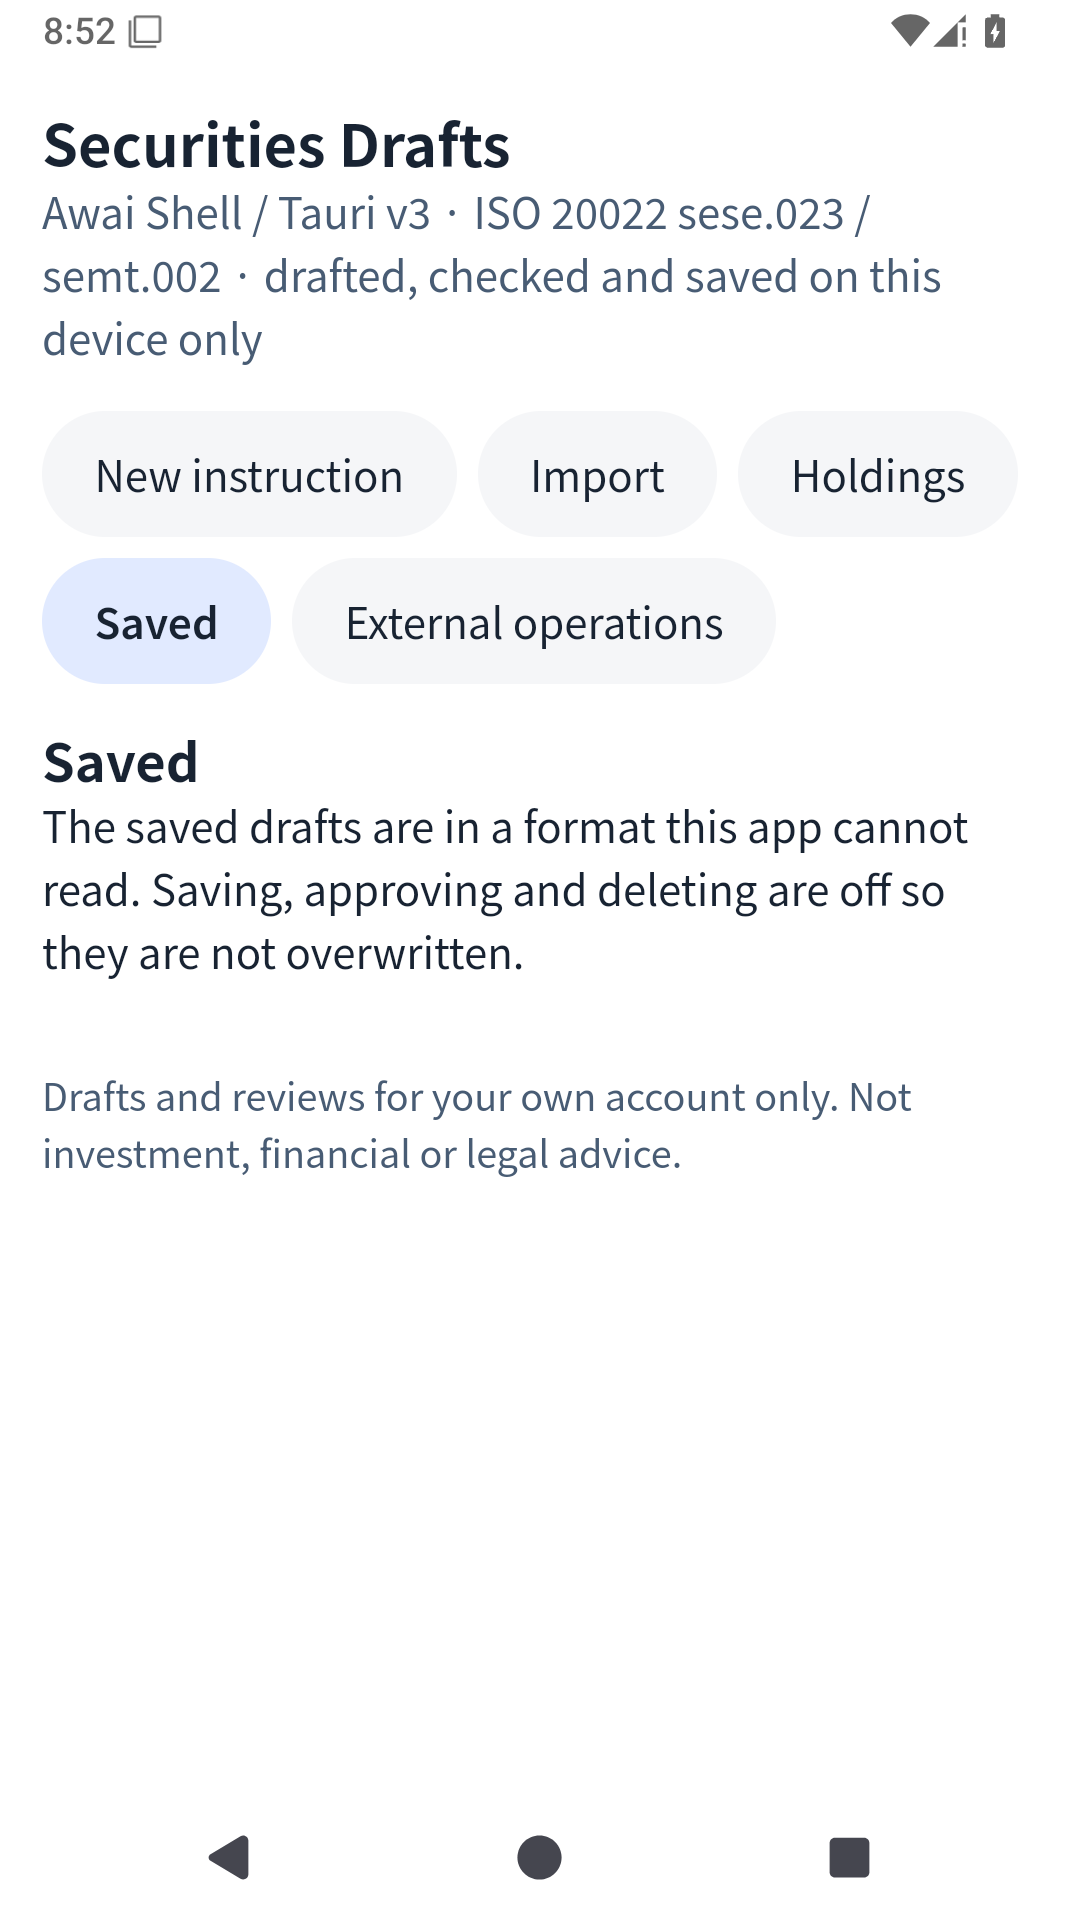 8:52
Securities Drafts
Awai Shell / Tauri v3 · ISO 20022 sese.023 /
semt.002 · drafted, checked and saved on this
device only
New instruction
Import
Holdings
Saved
External operations
Saved
The saved drafts are in a format this app cannot
read. Saving, approving and deleting are off so
they are not overwritten.
Drafts and reviews for your own account only. Not
investment, financial or legal advice.